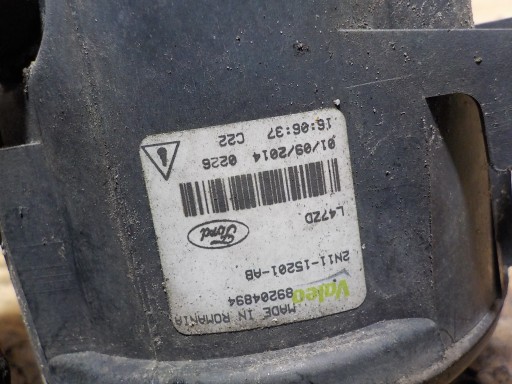 MADE IN ROMANIA
Valeo 89204894
2N11-15201-AB
Ford
L47ZD
01/09/2014 0226
16:06:37 C22